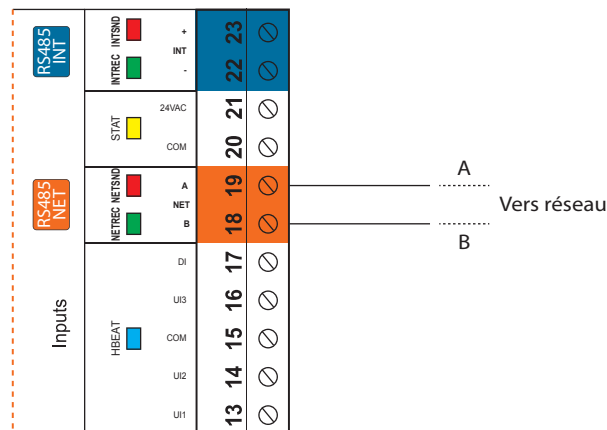 RS485 INT
INTREC INTSND
+
INT
-
23
22
STAT
24VAC
COM
21
20
RS485 NET
NETREC NETSND
A
NET
B
19
18
A
B
Vers réseau
Inputs
HBEAT
DI
UI3
COM
UI2
UI1
17
16
15
14
13